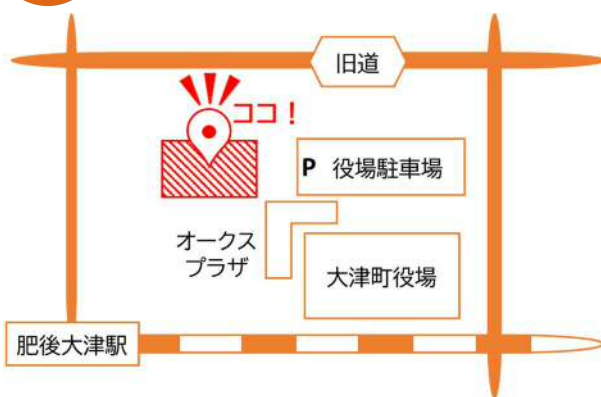 旧道
ココ！
P 役場駐車場
オークス
プラザ
大津町役場
肥後大津駅